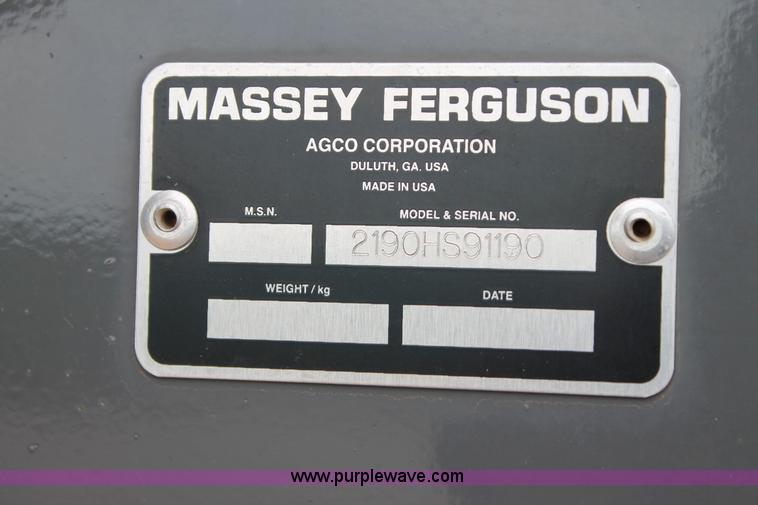 MASSEY FERGUSON
AGCO CORPORATION
DULUTH, GA. USA
MADE IN USA
M.S.N. MODEL & SERIAL NO.
2190HS91190
WEIGHT / kg DATE
www.purplewave.com